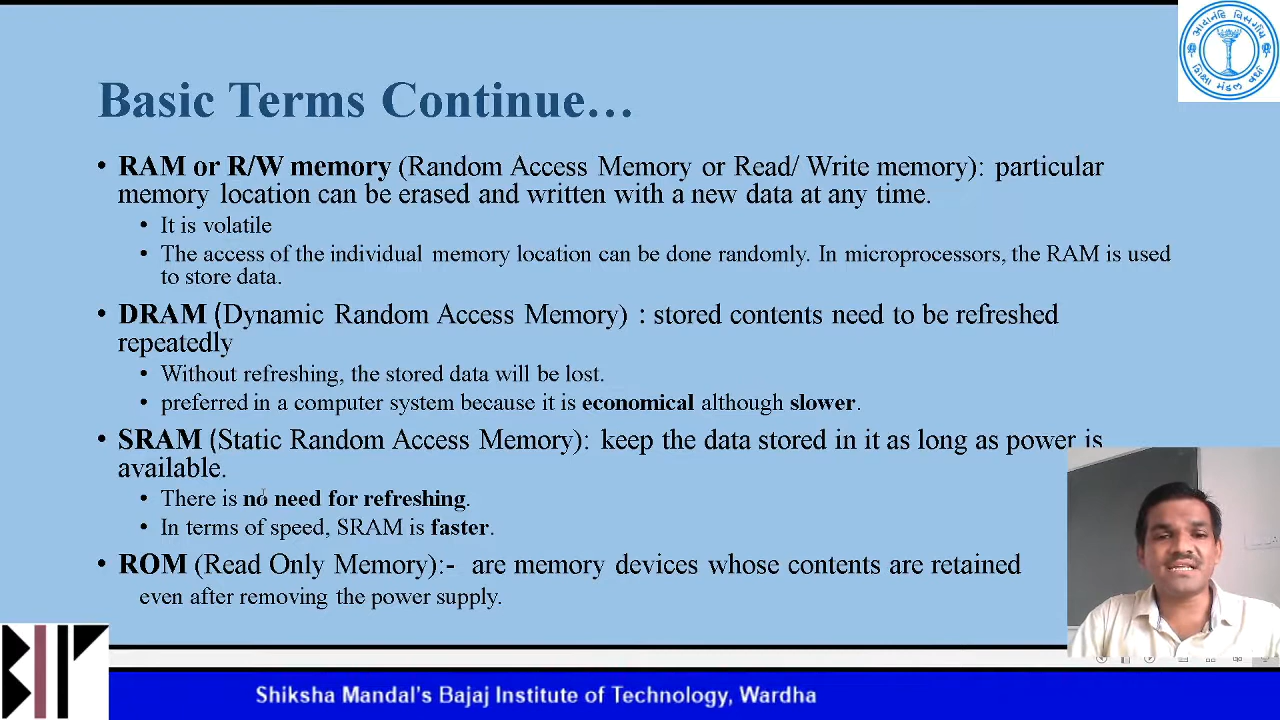 Basic Terms Continue…
• RAM or R/W memory (Random Access Memory or Read/ Write memory): particular
memory location can be erased and written with a new data at any time.
• It is volatile
• The access of the individual memory location can be done randomly. In microprocessors, the RAM is used
to store data.
• DRAM (Dynamic Random Access Memory) : stored contents need to be refreshed
repeatedly
• Without refreshing, the stored data will be lost.
• preferred in a computer system because it is economical although slower.
• SRAM (Static Random Access Memory): keep the data stored in it as long as power is
available.
• There is no need for refreshing.
• In terms of speed, SRAM is faster.
• ROM (Read Only Memory):- are memory devices whose contents are retained
even after removing the power supply.
Shiksha Mandal's Bajaj Institute of Technology, Wardha